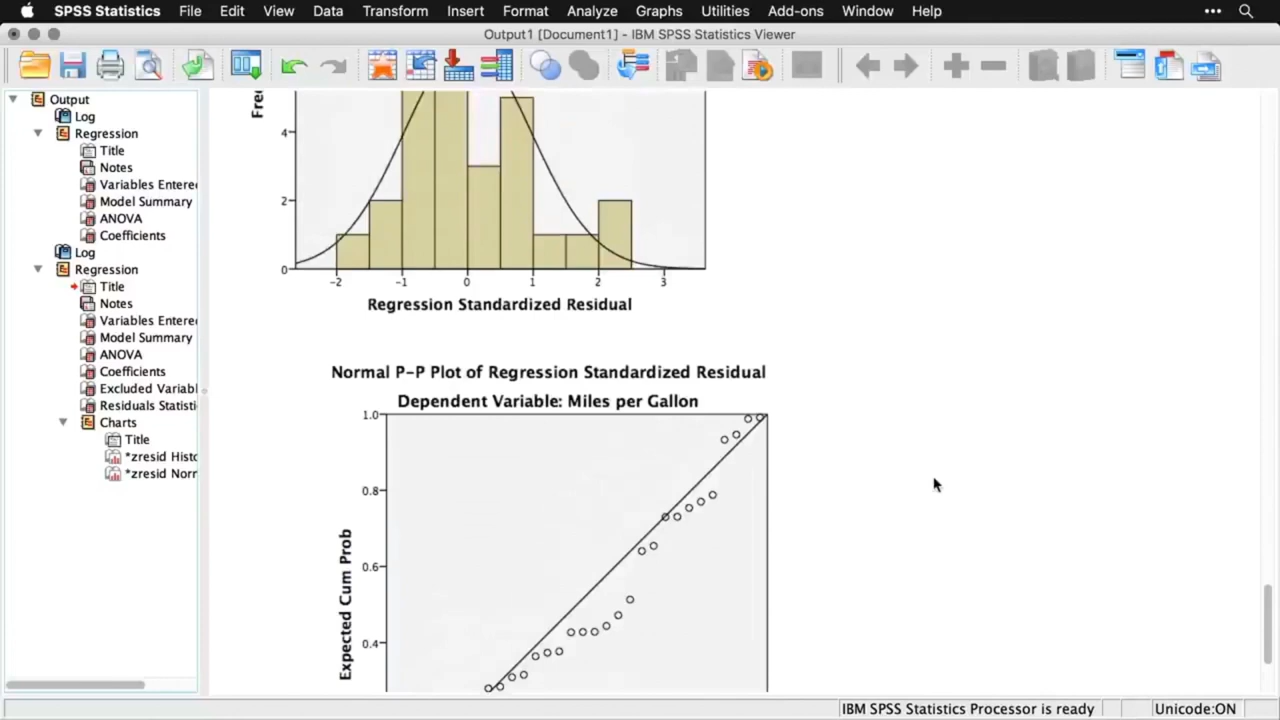 SPSS Statistics File Edit View Data Transform Insert Format Analyze Graphs Utilities Add-ons Window Help
Output1 [Document1] - IBM SPSS Statistics Viewer
Output
Log
Regression
Title
Notes
Variables Entere
Model Summary
ANOVA
Coefficients
Log
Regression
Title
Notes
Variables Entere
Model Summary
ANOVA
Coefficients
Excluded Variabl
Residuals Statisti
Charts
Title
*zresid Histo
*zresid Norr
Fre
4
2
0
-2 -1 0 1 2 3
Regression Standardized Residual
Normal P-P Plot of Regression Standardized Residual
Dependent Variable: Miles per Gallon
1.0
0.8
0.6
0.4
Expected Cum Prob
IBM SPSS Statistics Processor is ready Unicode:ON